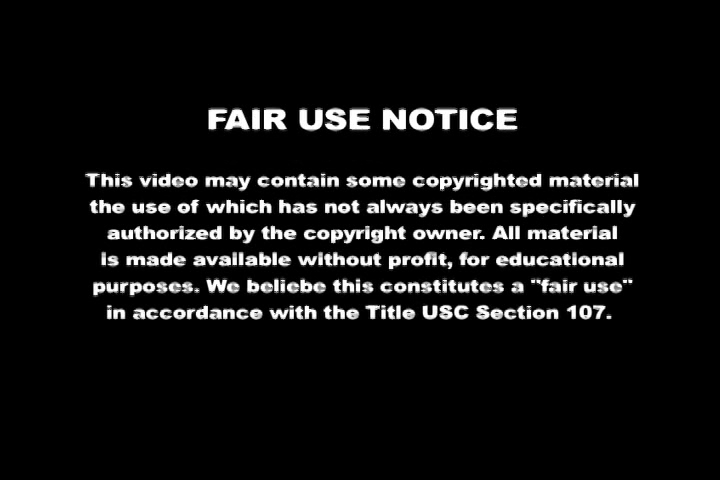 FAIR USE NOTICE
This video may contain some copyrighted material
the use of which has not always been specifically
authorized by the copyright owner. All material
is made available without profit, for educational
purposes. We beliebe this constitutes a "fair use"
in accordance with the Title USC Section 107.